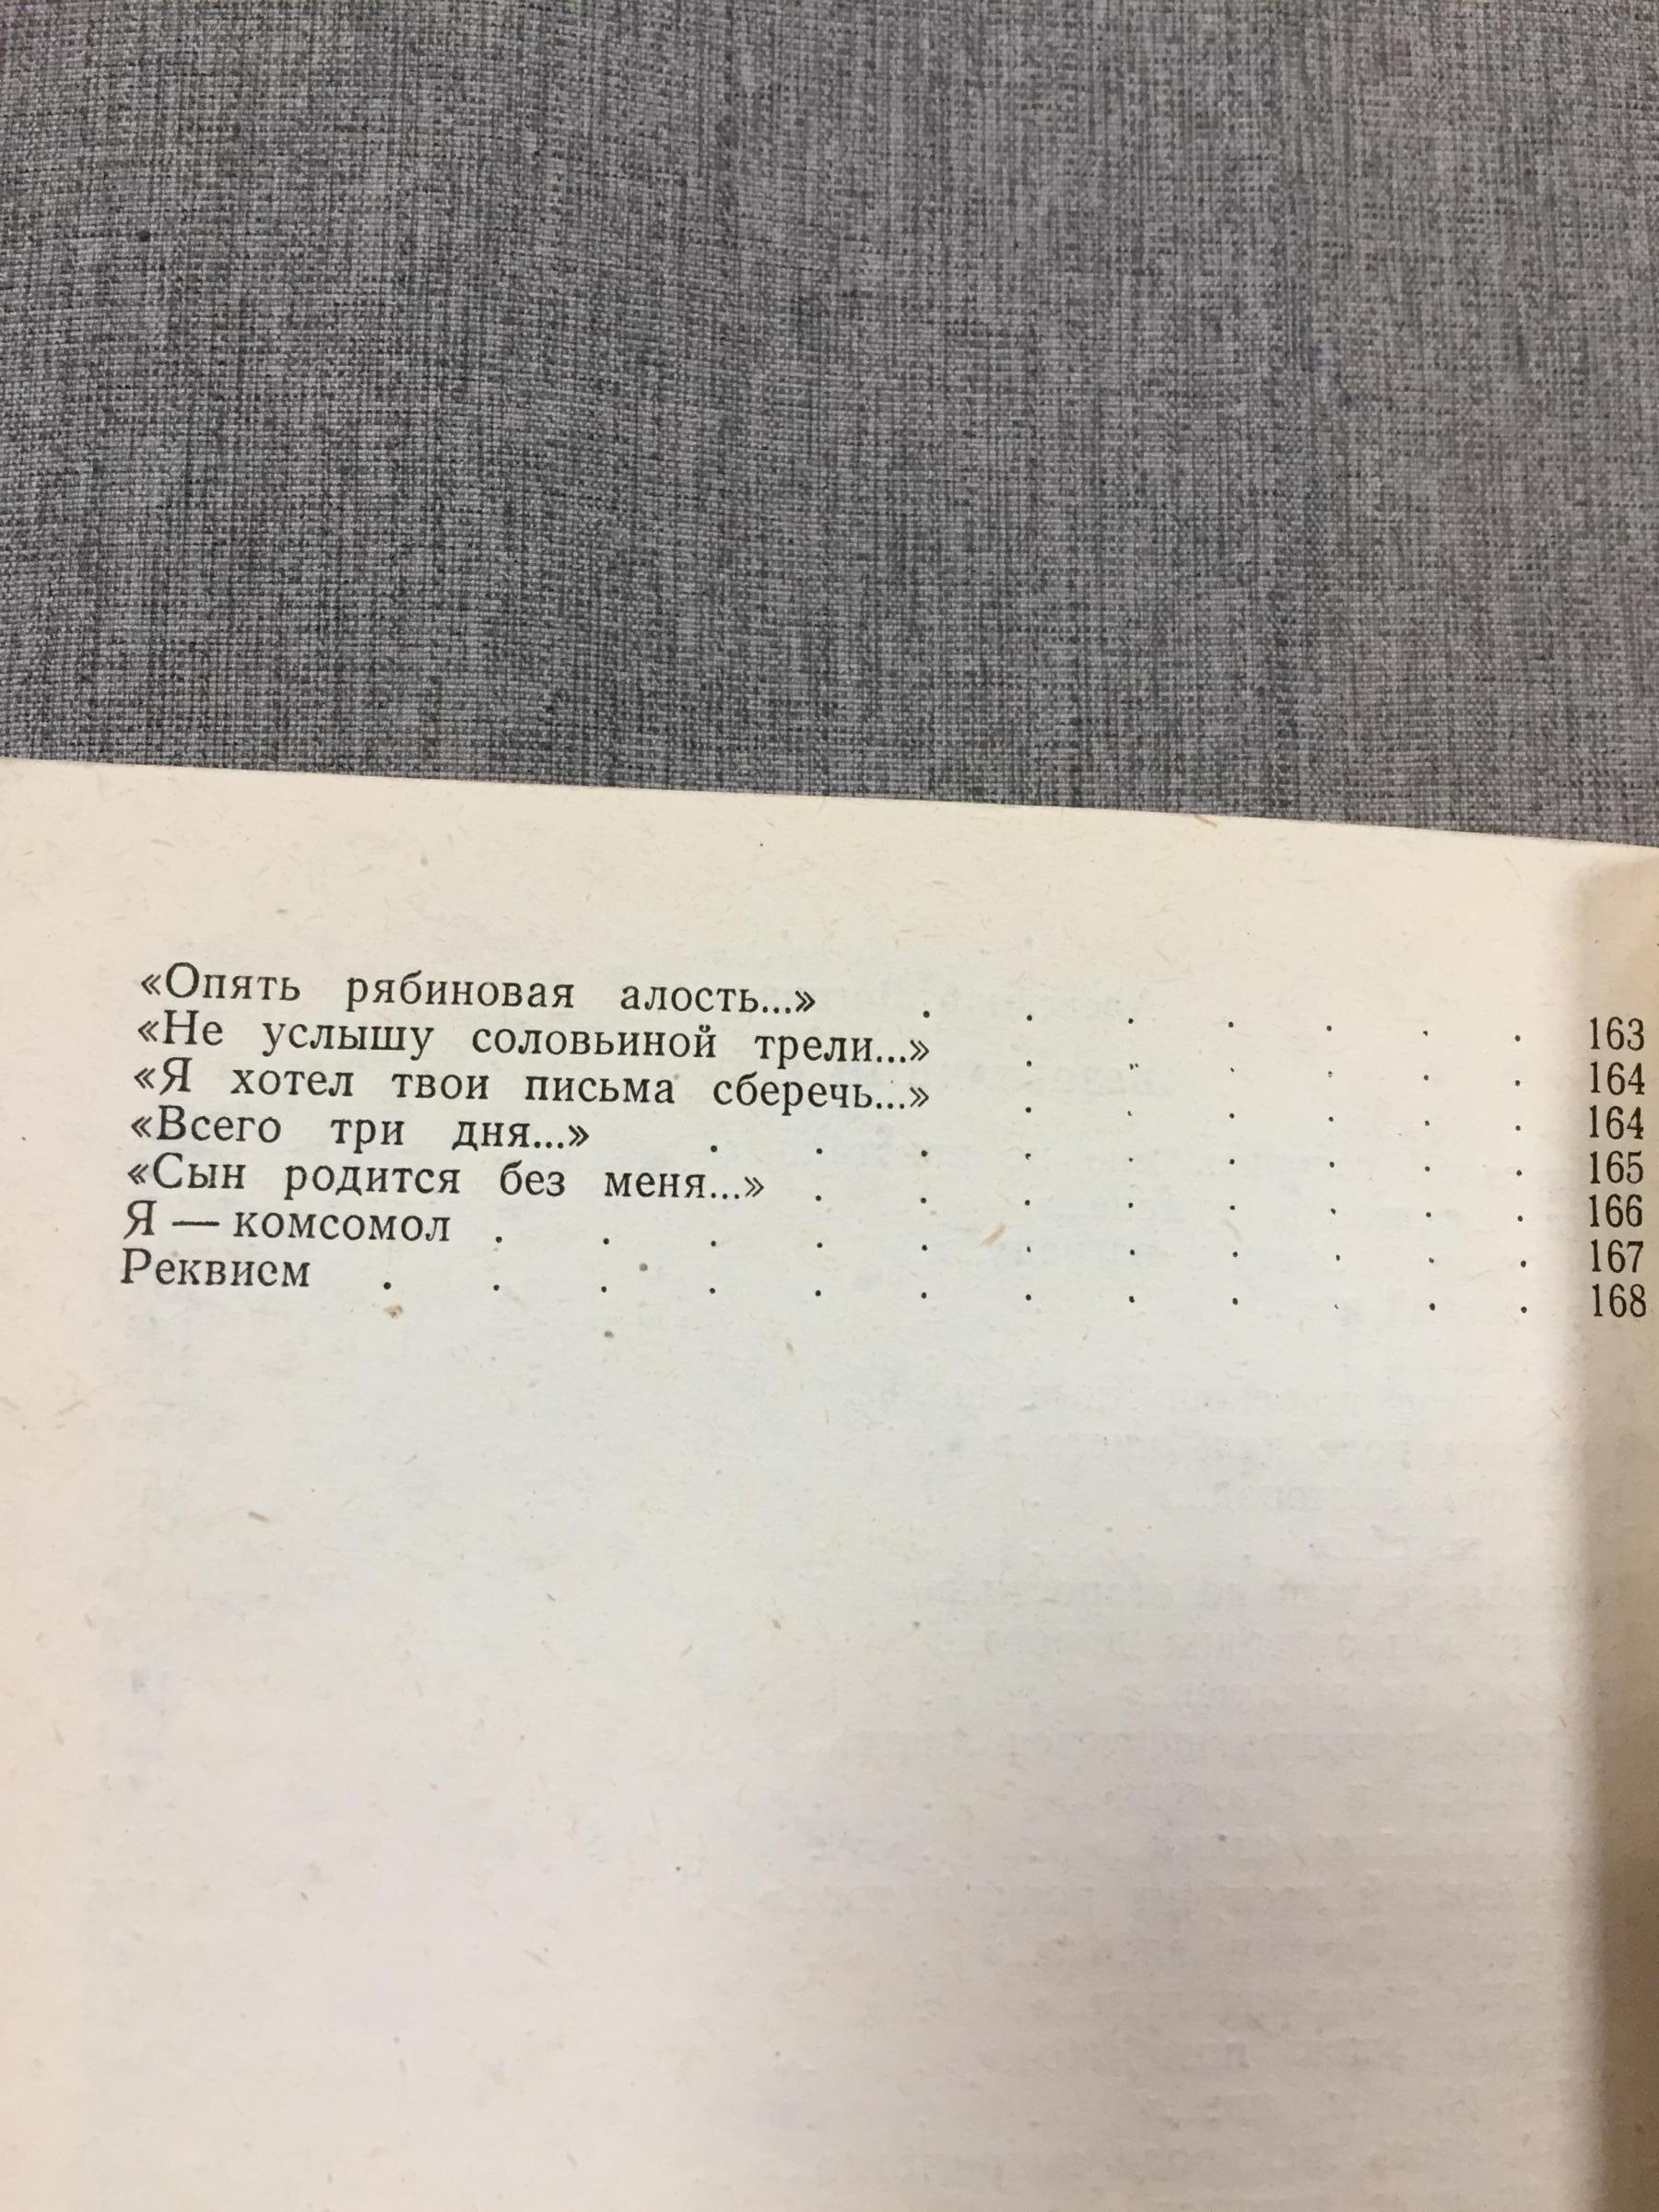 «Опять рябиновая алость...» . . . . . . . 163
«Не услышу соловьиной трели...» . . . . . . 164
«Я хотел твои письма сберечь...» . . . . . . 164
«Всего три дня...» . . . . . . . . . 165
«Сын родится без меня...» . . . . . . . . 166
Я — комсомол . . . . . . . . . . . 167
Реквием . . . . . . . . . . . . 168